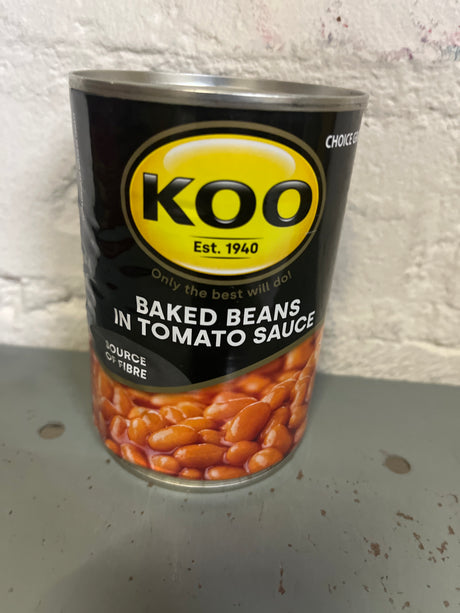 CHOICE
KOO
Est. 1940
Only the best will do!
BAKED BEANS
IN TOMATO SAUCE
SOURCE
OF FIBRE